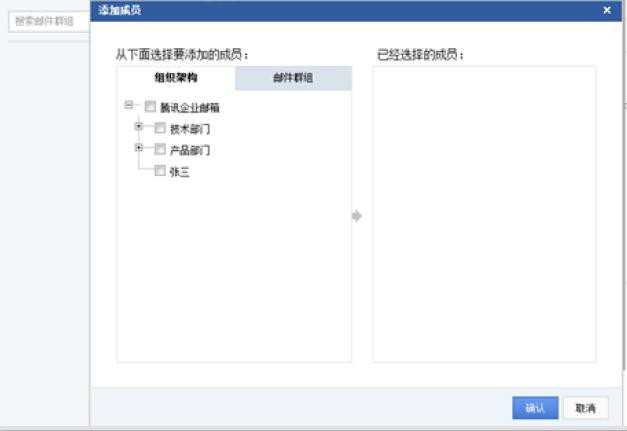 搜索邮件群组
添加成员
从下面选择要添加的成员：
已经选择的成员：
组织架构
邮件群组
腾讯企业邮箱
技术部门
产品部门
张三
确认
取消